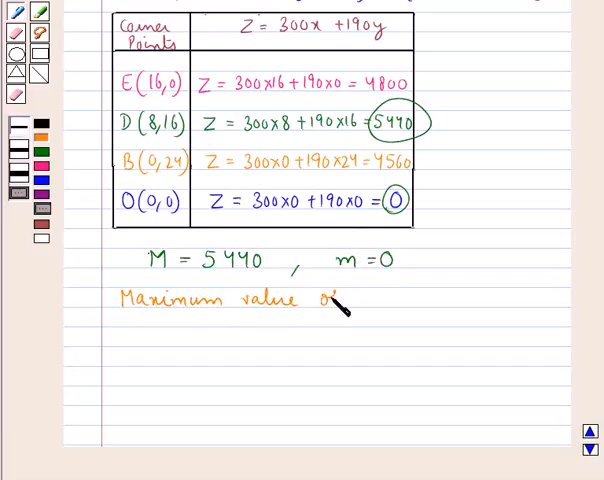 Corner Points Z = 300x + 190y
E(16,0) Z = 300×16 + 190×0 = 4800
D(8,16) Z = 300×8 + 190×16 = 5440
B(0,24) Z = 300×0 + 190×24 = 4560
O(0,0) Z = 300×0 + 190×0 = 0
M = 5440 , m = 0
Maximum value of